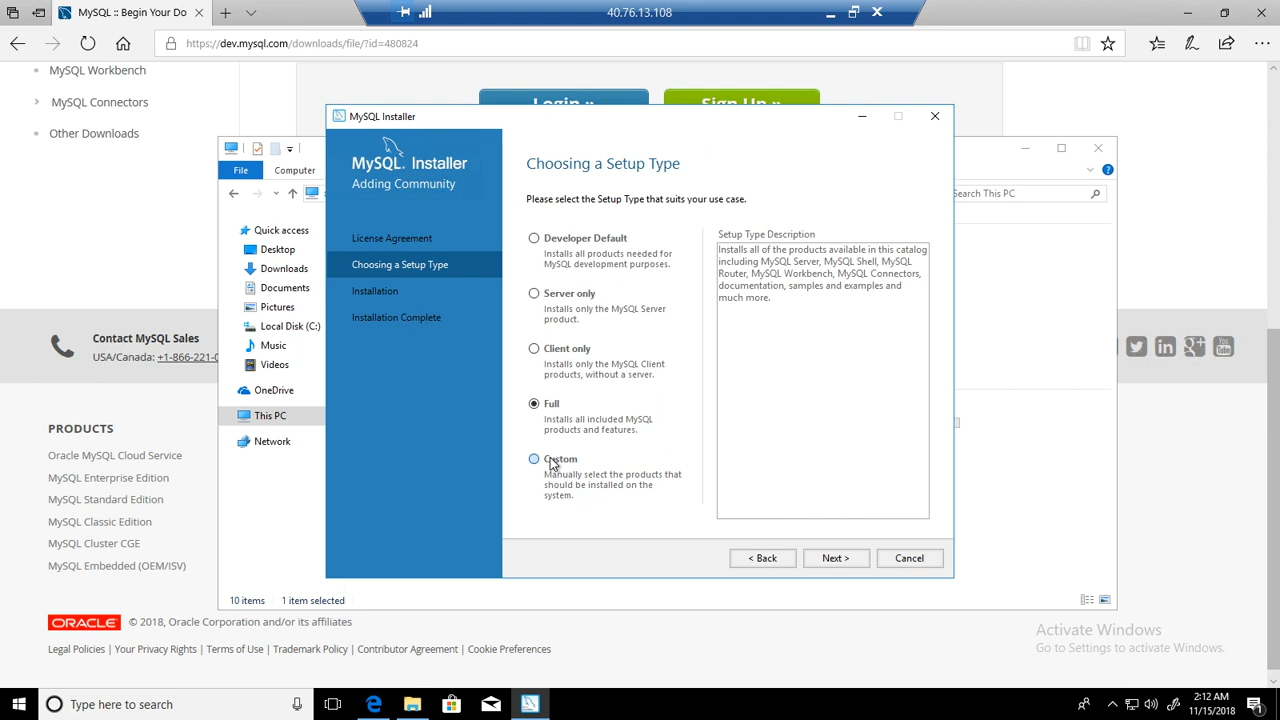 MySQL :: Begin Your Do
40.76.13.108
https://dev.mysql.com/downloads/file/?id=480824
MySQL Workbench
MySQL Connectors
Other Downloads
Login »
Sign Up »
MySQL Installer
File
Computer
Search This PC
Quick access
Desktop
Downloads
Documents
Pictures
Local Disk (C:)
Music
Videos
OneDrive
This PC
Network
10 items
1 item selected
MySQL. Installer
Adding Community
License Agreement
Choosing a Setup Type
Installation
Installation Complete
Choosing a Setup Type
Please select the Setup Type that suits your use case.
Developer Default
Installs all products needed for
MySQL development purposes.
Server only
Installs only the MySQL Server
product.
Client only
Installs only the MySQL Client
products, without a server.
Full
Installs all included MySQL
products and features.
Custom
Manually select the products that
should be installed on the
system.
Setup Type Description
Installs all of the products available in this catalog
including MySQL Server, MySQL Shell, MySQL
Router, MySQL Workbench, MySQL Connectors,
documentation, samples and examples and
much more.
< Back
Next >
Cancel
Contact MySQL Sales
USA/Canada: +1-866-221-0
PRODUCTS
Oracle MySQL Cloud Service
MySQL Enterprise Edition
MySQL Standard Edition
MySQL Classic Edition
MySQL Cluster CGE
MySQL Embedded (OEM/ISV)
ORACLE © 2018, Oracle Corporation and/or its affiliates
Legal Policies | Your Privacy Rights | Terms of Use | Trademark Policy | Contributor Agreement | Cookie Preferences
Activate Windows
Go to Settings to activate Windows.
Type here to search
2:12 AM
11/15/2018